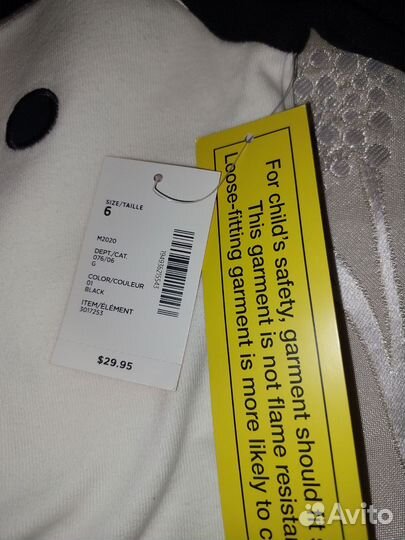 SIZE/TAILLE
6
M2020
DEPT/CAT.
076/06
G
COLOR/COULEUR
01
BLACK
ITEM/ÉLÉMENT
3017253
$29.95
For child's safety, garment should
This garment is not flame resista
Loose-fitting garment is more likely to c
Avito